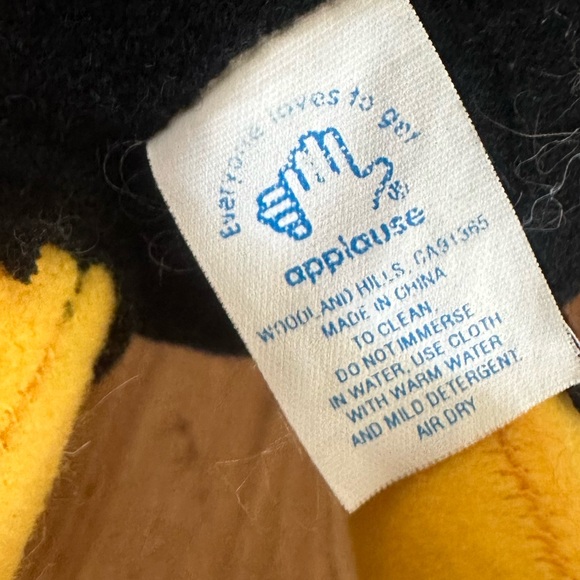 Everyone loves to get
®
applause
WOODLAND HILLS, CA91365
MADE IN CHINA
TO CLEAN,
DO NOT IMMERSE
IN WATER, USE CLOTH
WITH WARM WATER
AND MILD DETERGENT.
AIR DRY